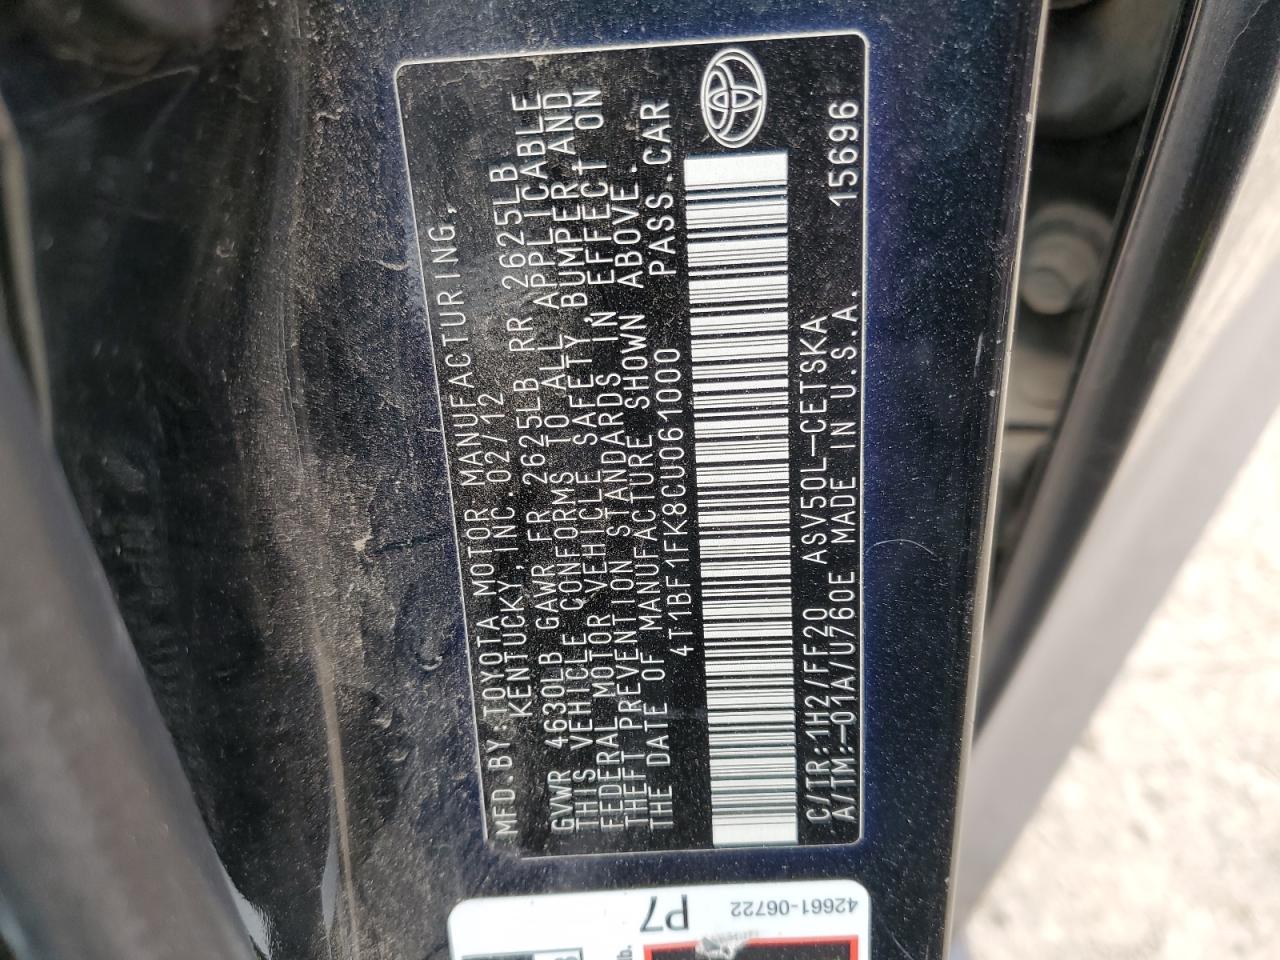 MFD.BY:TOYOTA MOTOR MANUFACTURING,
KENTUCKY, INC. 02/12
GVWR 4630LB GAWR FR 2625LB RR 2625LB
THIS VEHICLE CONFORMS TO ALL APPLICABLE
FEDERAL MOTOR VEHICLE SAFETY, BUMPER, AND
THEFT PREVENTION STANDARDS IN EFFECT ON
THE DATE OF MANUFACTURE SHOWN ABOVE.
4T1BF1FK8CU061000 PASS.CAR
C/TR:1H2/FF20 ASV50L-CETSKA
A/TM:-01A/U760E MADE IN U.S.A. 15696
P7
42661-06722
lb.